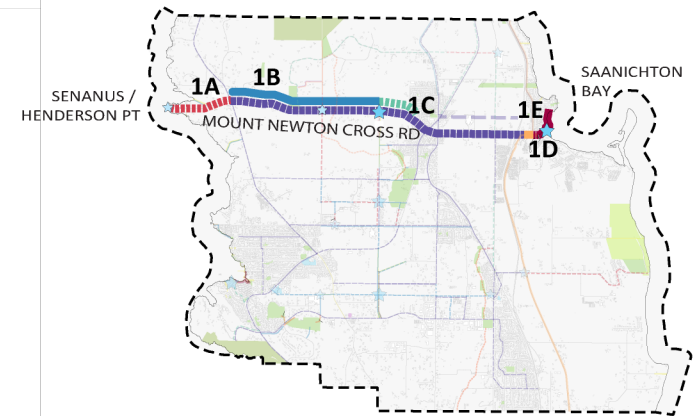 SAANICHTON
BAY
1A
1B
SENANUS /
HENDERSON PT
1C
1E
MOUNT NEWTON CROSS RD
1D